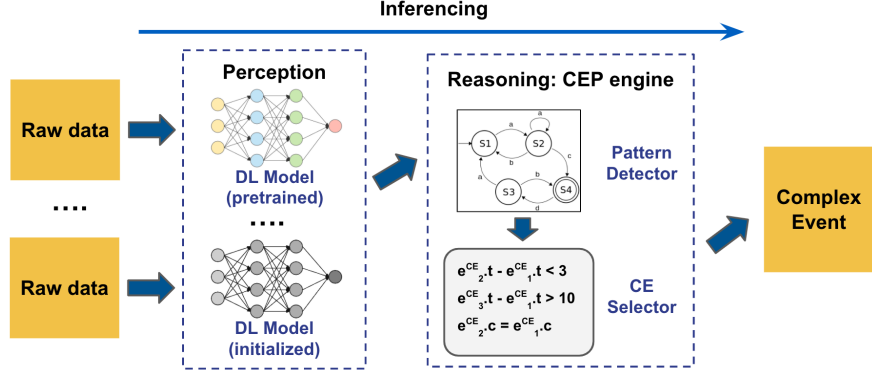 Inferencing
Raw data
....
Raw data
Perception
DL Model
(pretrained)
....
DL Model
(initialized)
Reasoning: CEP engine
S1
a
a
S2
b
c
a
S3
b
S4
d
Pattern
Detector
e^CE_2.t - e^CE_1.t < 3
e^CE_3.t - e^CE_1.t > 10
e^CE_2.c = e^CE_1.c
CE
Selector
Complex
Event